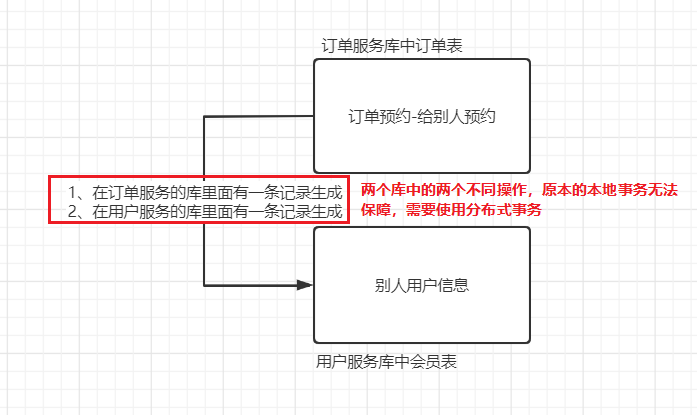 订单服务库中订单表
订单预约-给别人预约
1、在订单服务的库里面有一条记录生成
2、在用户服务的库里面有一条记录生成
两个库中的两个不同操作，原本的本地事务无法
保障，需要使用分布式事务
别人用户信息
用户服务库中会员表